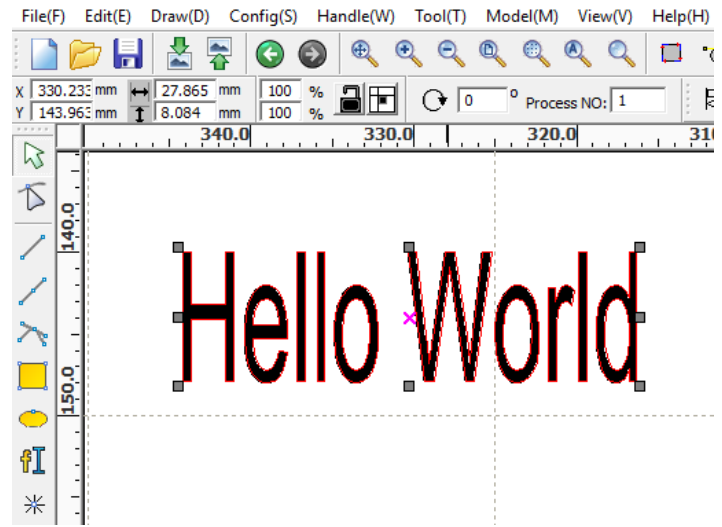 File(F) Edit(E) Draw(D) Config(S) Handle(W) Tool(T) Model(M) View(V) Help(H)
X 330.233 mm 27.865 mm 100 %
Y 143.963 mm 8.084 mm 100 % 0 ° Process NO: 1
340.0 330.0 320.0 310
140.0
Hello World
150.0